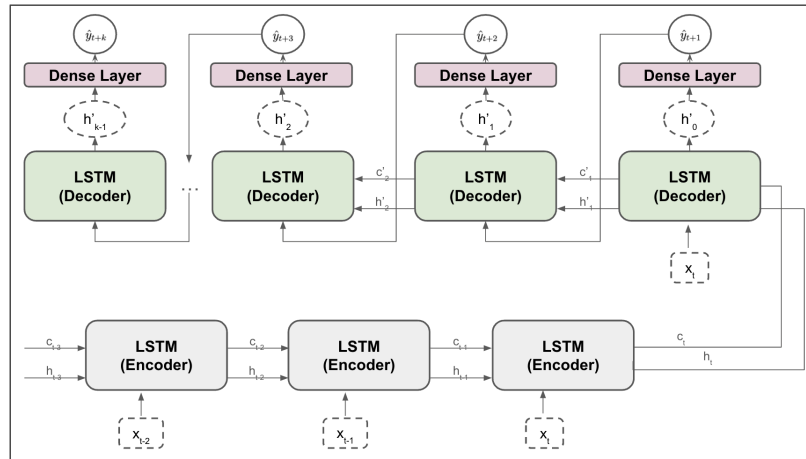 ŷt+k ŷt+3 ŷt+2 ŷt+1
Dense Layer Dense Layer Dense Layer Dense Layer
h'k-1 h'2 h'1 h'0
LSTM LSTM LSTM LSTM
(Decoder) (Decoder) (Decoder) (Decoder)
...
c'2 c'1
h'2 h'1
xt
LSTM LSTM LSTM
(Encoder) (Encoder) (Encoder)
ct-3 ct-2 ct-1 ct
ht-3 ht-2 ht-1 ht
xt-2 xt-1 xt